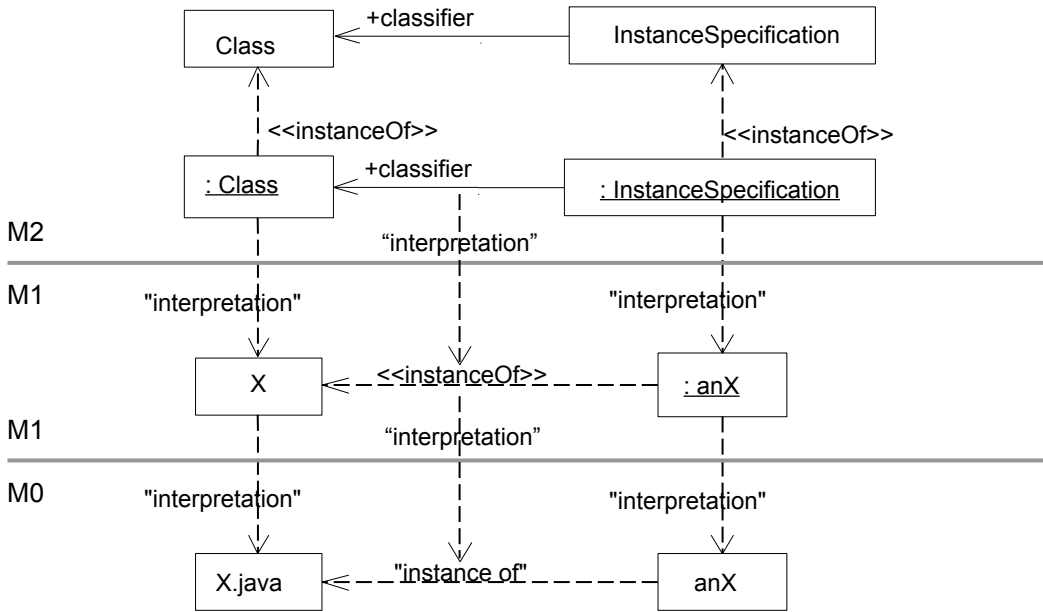 +classifier
Class
InstanceSpecification
<<instanceOf>>
<<instanceOf>>
+classifier
: Class
: InstanceSpecification
M2
“interpretation”
M1
"interpretation"
"interpretation"
X
<<instanceOf>>
: anX
M1
“interpretation”
M0
"interpretation"
"interpretation"
X.java
"instance of"
anX